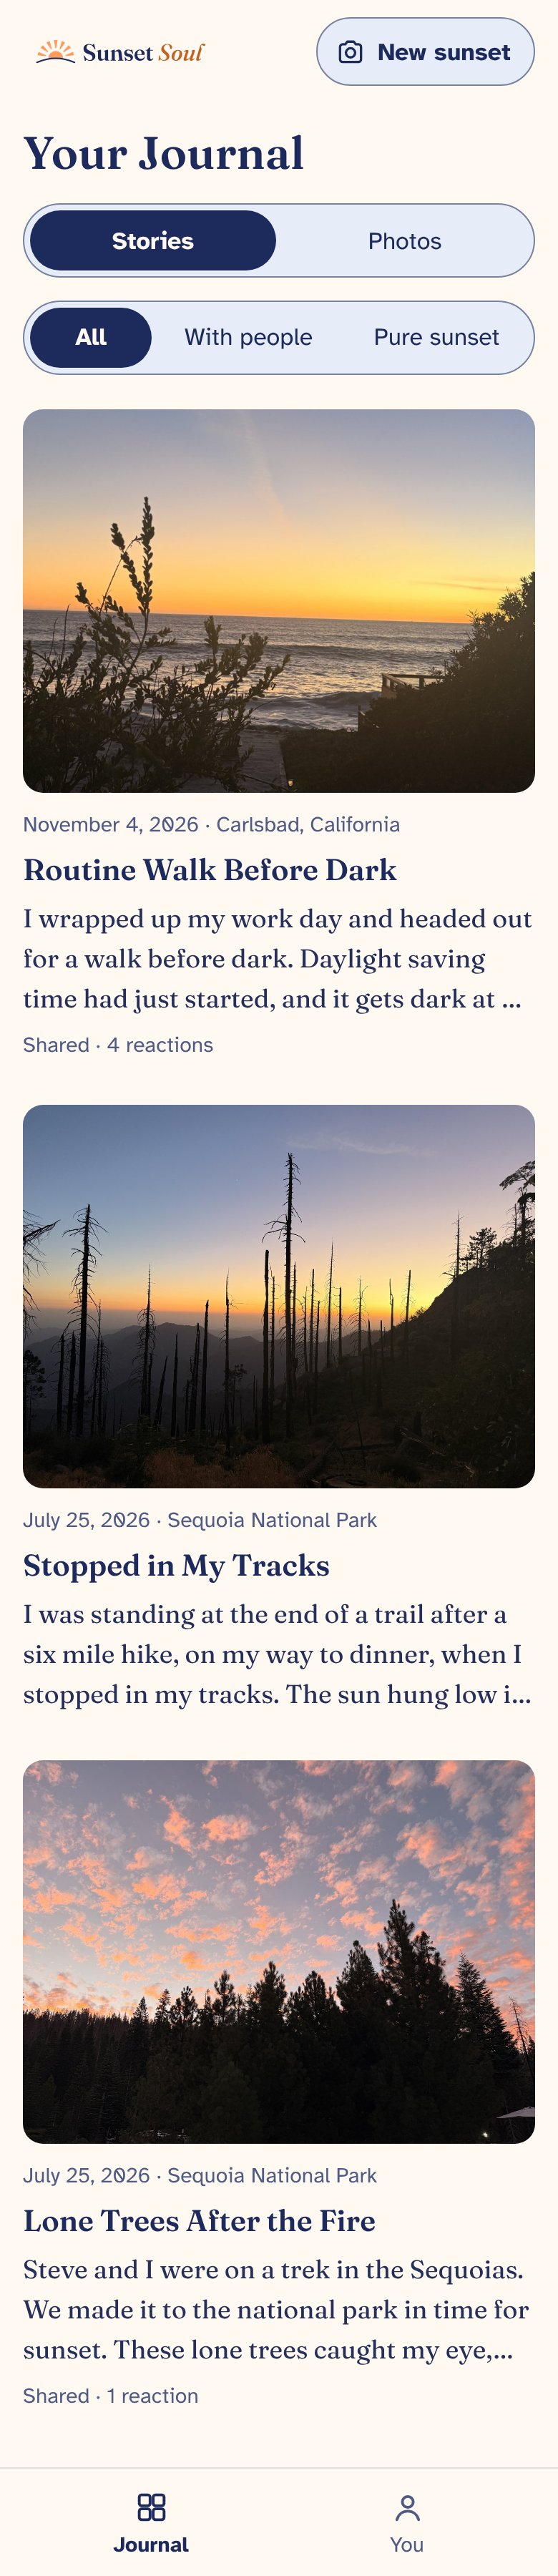 Sunset Soul
New sunset
Your Journal
Stories Photos
All With people Pure sunset
November 4, 2026 · Carlsbad, California
Routine Walk Before Dark
I wrapped up my work day and headed out
for a walk before dark. Daylight saving
time had just started, and it gets dark at ...
Shared · 4 reactions
July 25, 2026 · Sequoia National Park
Stopped in My Tracks
I was standing at the end of a trail after a
six mile hike, on my way to dinner, when I
stopped in my tracks. The sun hung low i...
July 25, 2026 · Sequoia National Park
Lone Trees After the Fire
Steve and I were on a trek in the Sequoias.
We made it to the national park in time for
sunset. These lone trees caught my eye,...
Shared · 1 reaction
Journal You